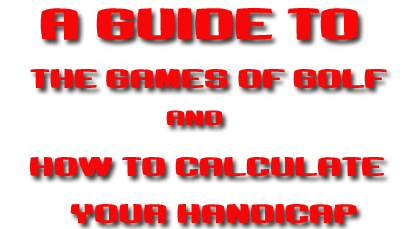 A GUIDE TO
THE GAMES OF GOLF
AND
HOW TO CALCULATE
YOUR HANDICAP